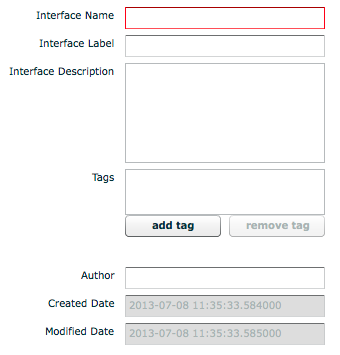 Interface Name
Interface Label
Interface Description
Tags
add tag remove tag
Author
Created Date 2013-07-08 11:35:33.584000
Modified Date 2013-07-08 11:35:33.585000